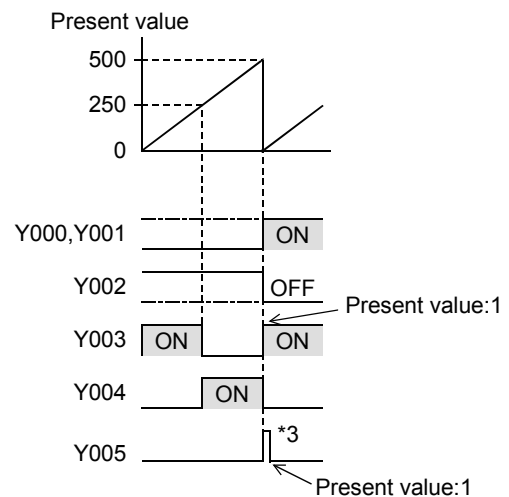 Present value
500
250
0
Y000,Y001
ON
Y002
OFF
Present value:1
Y003
ON
ON
Y004
ON
Y005
*3
Present value:1